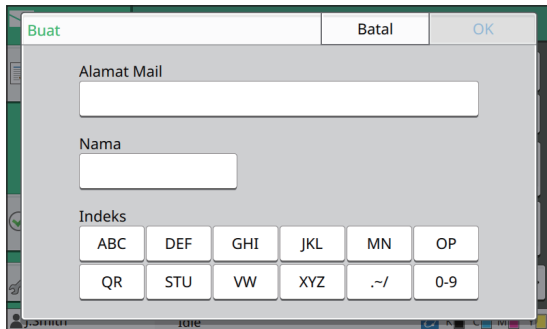 Buat Batal OK
Alamat Mail
Nama
Indeks
ABC DEF GHI JKL MN OP
QR STU VW XYZ .~/ 0-9
J.Smith Idle K C M Y